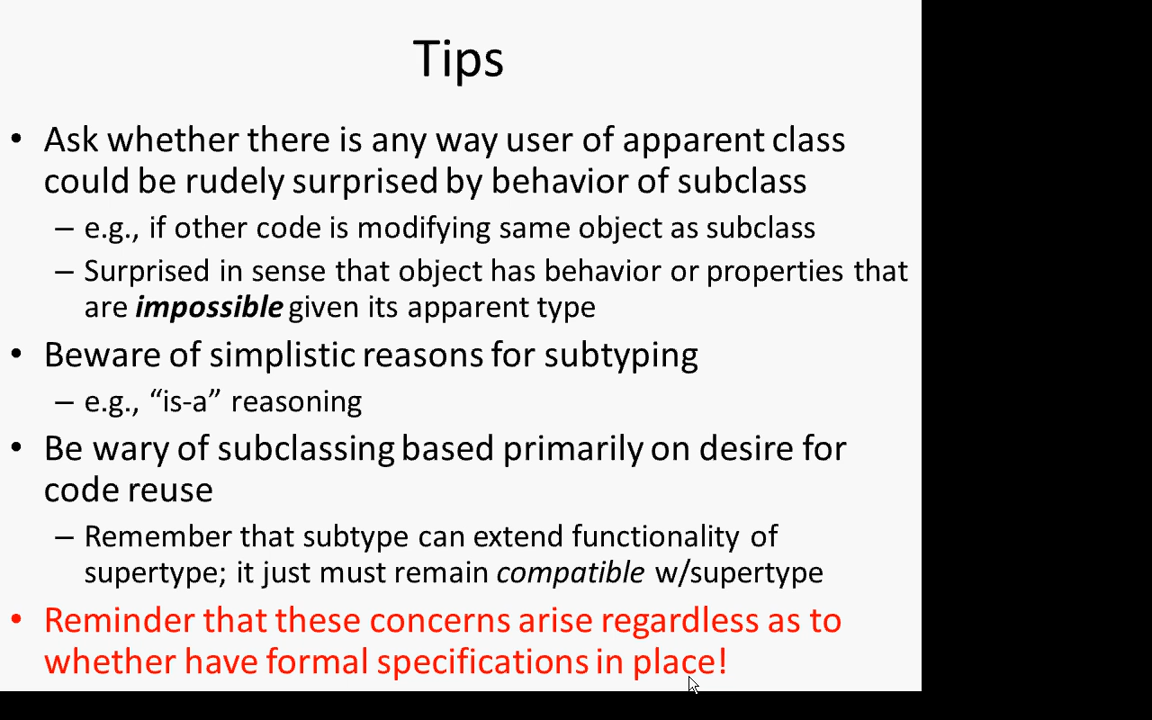 Tips
• Ask whether there is any way user of apparent class
could be rudely surprised by behavior of subclass
– e.g., if other code is modifying same object as subclass
– Surprised in sense that object has behavior or properties that
are impossible given its apparent type
• Beware of simplistic reasons for subtyping
– e.g., “is-a” reasoning
• Be wary of subclassing based primarily on desire for
code reuse
– Remember that subtype can extend functionality of
supertype; it just must remain compatible w/supertype
• Reminder that these concerns arise regardless as to
whether have formal specifications in place!